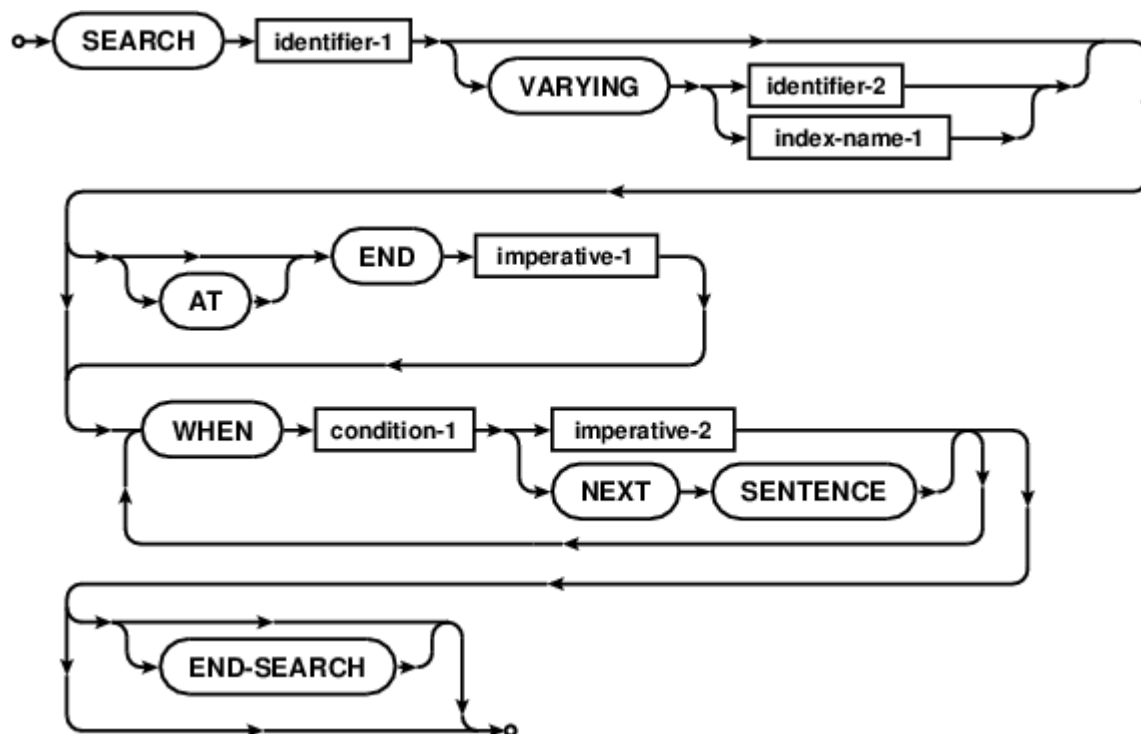 SEARCH identifier-1
VARYING identifier-2
index-name-1
END imperative-1
AT
WHEN condition-1 imperative-2
NEXT SENTENCE
END-SEARCH